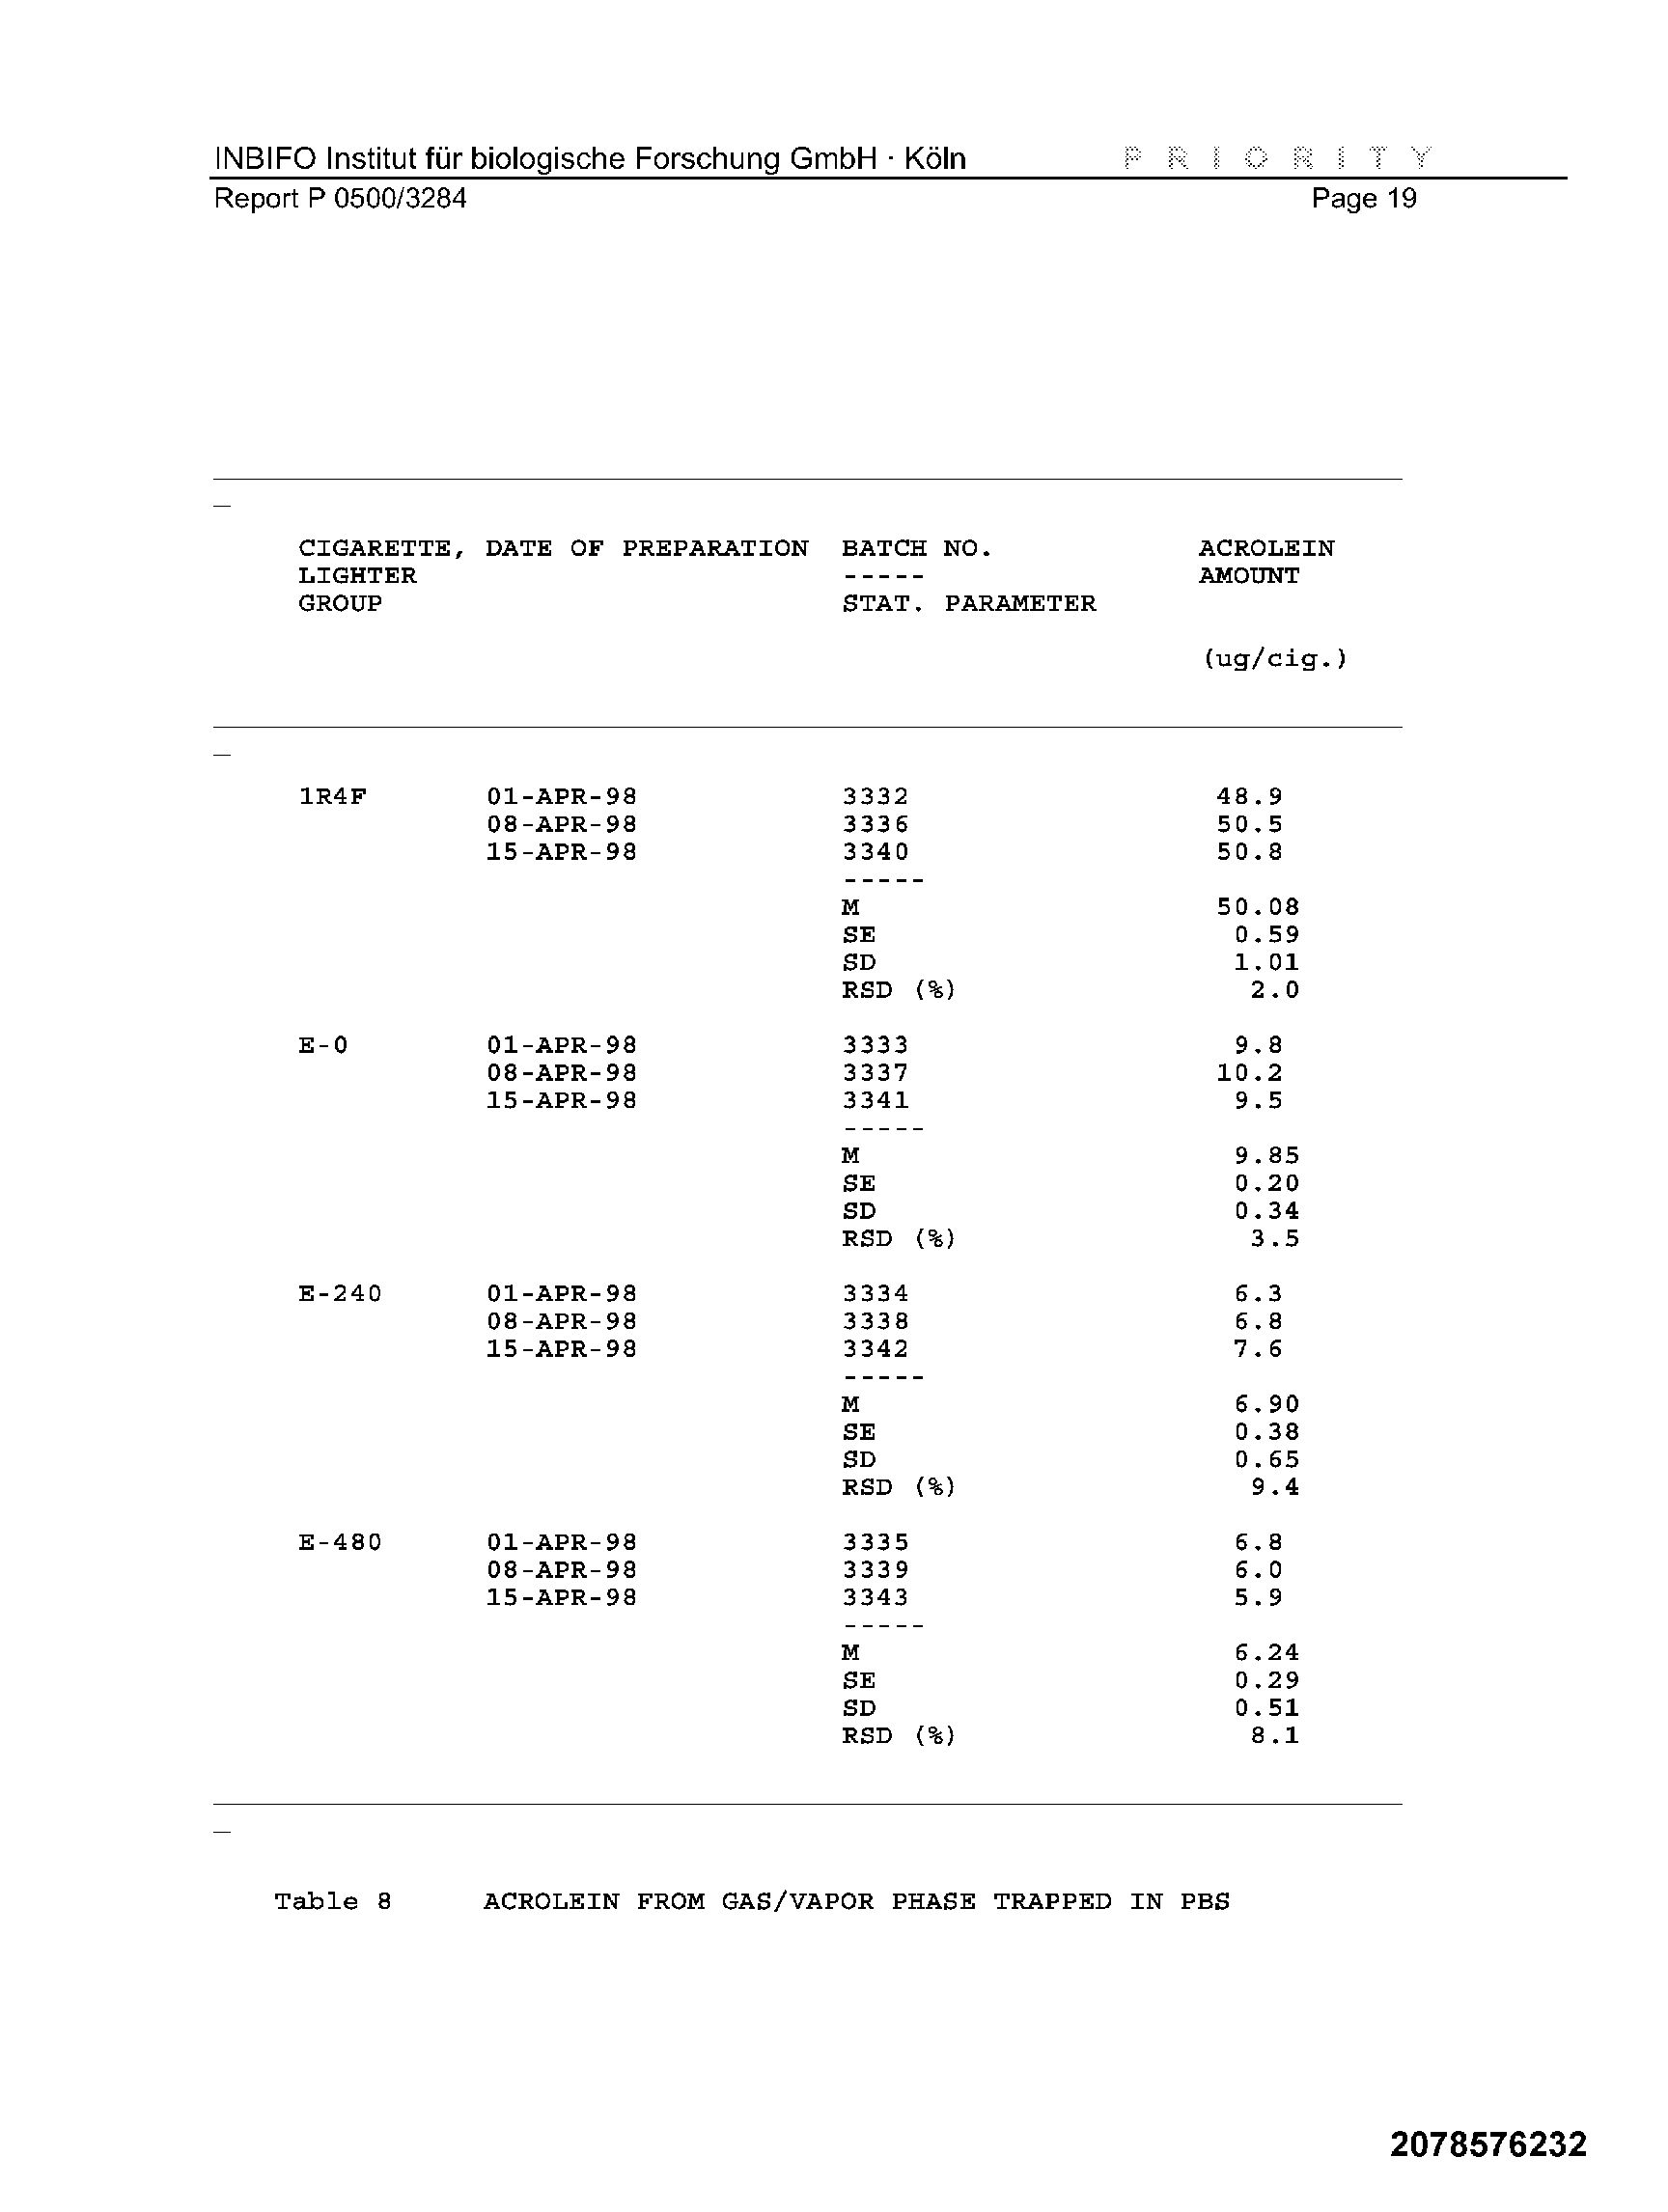 INBIFO Institut für biologische Forschung GmbH · Köln P R I O R I T Y
Report P 0500/3284 Page 19
CIGARETTE, DATE OF PREPARATION BATCH NO. ACROLEIN
LIGHTER ----- AMOUNT
GROUP STAT. PARAMETER
(ug/cig.)
1R4F 01-APR-98 3332 48.9
08-APR-98 3336 50.5
15-APR-98 3340 50.8
-----
M 50.08
SE 0.59
SD 1.01
RSD (%) 2.0
E-0 01-APR-98 3333 9.8
08-APR-98 3337 10.2
15-APR-98 3341 9.5
-----
M 9.85
SE 0.20
SD 0.34
RSD (%) 3.5
E-240 01-APR-98 3334 6.3
08-APR-98 3338 6.8
15-APR-98 3342 7.6
-----
M 6.90
SE 0.38
SD 0.65
RSD (%) 9.4
E-480 01-APR-98 3335 6.8
08-APR-98 3339 6.0
15-APR-98 3343 5.9
-----
M 6.24
SE 0.29
SD 0.51
RSD (%) 8.1
Table 8 ACROLEIN FROM GAS/VAPOR PHASE TRAPPED IN PBS
2078576232